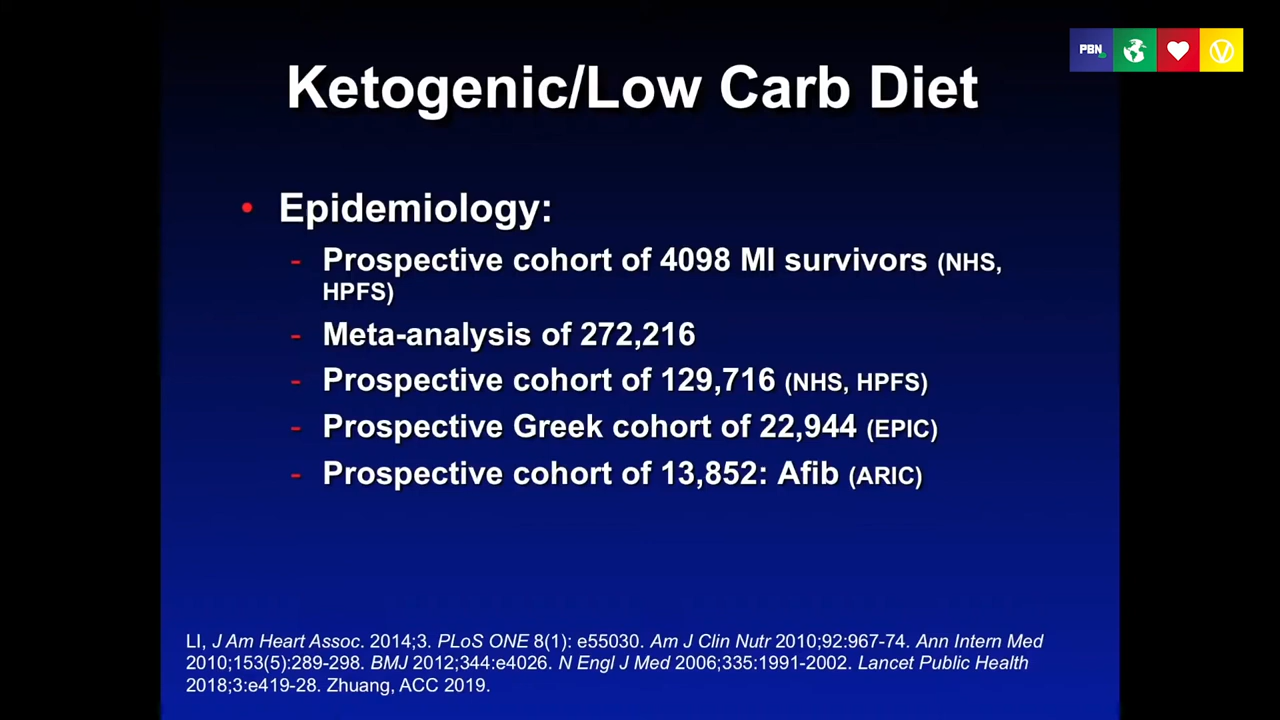 PBN
Ketogenic/Low Carb Diet
• Epidemiology:
- Prospective cohort of 4098 MI survivors (NHS,
HPFS)
- Meta-analysis of 272,216
- Prospective cohort of 129,716 (NHS, HPFS)
- Prospective Greek cohort of 22,944 (EPIC)
- Prospective cohort of 13,852: Afib (ARIC)
LI, J Am Heart Assoc. 2014;3. PLoS ONE 8(1): e55030. Am J Clin Nutr 2010;92:967-74. Ann Intern Med
2010;153(5):289-298. BMJ 2012;344:e4026. N Engl J Med 2006;335:1991-2002. Lancet Public Health
2018;3:e419-28. Zhuang, ACC 2019.